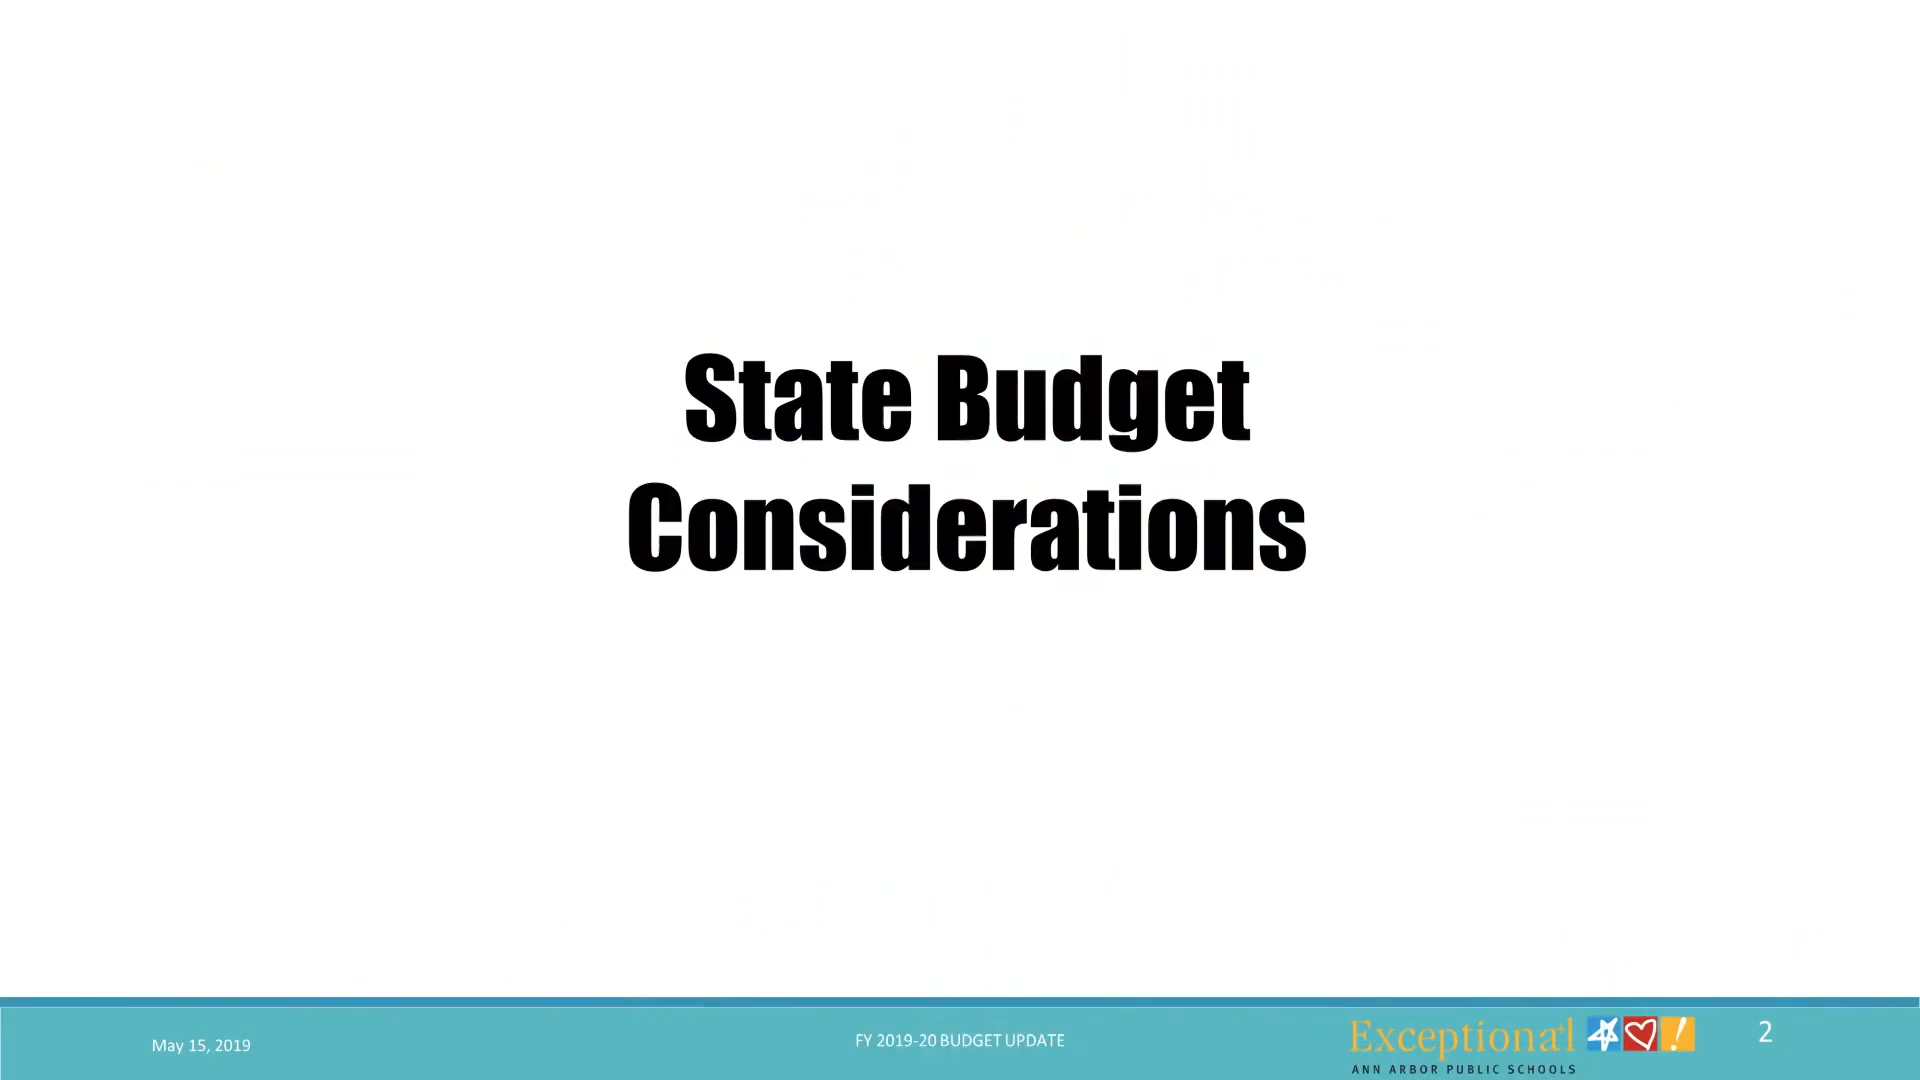 State Budget
Considerations
May 15, 2019
FY 2019-20 BUDGET UPDATE
Exceptional
ANN ARBOR PUBLIC SCHOOLS
2